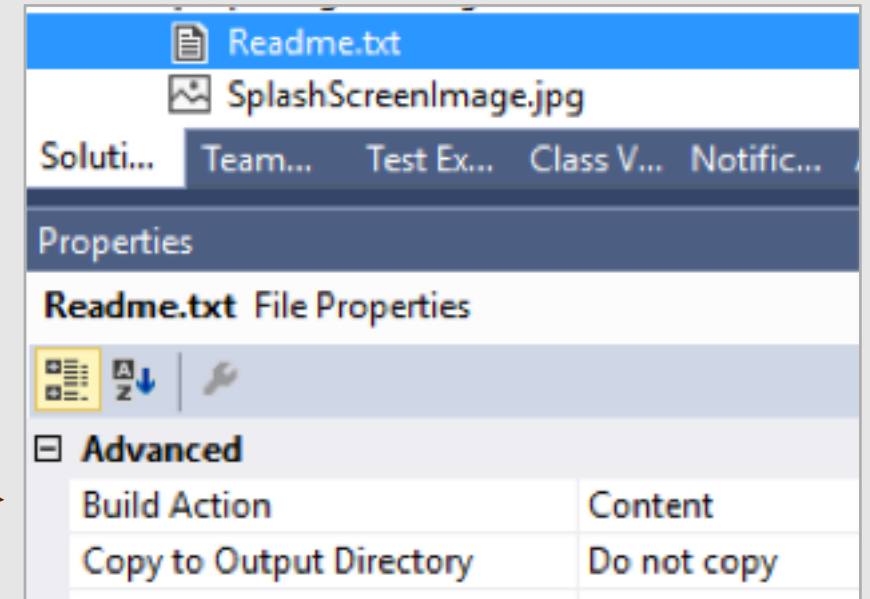 Readme.txt
SplashScreenImage.jpg
Soluti... Team... Test Ex... Class V... Notific...
Properties
Readme.txt File Properties
A
Z
Advanced
Build Action Content
Copy to Output Directory Do not copy